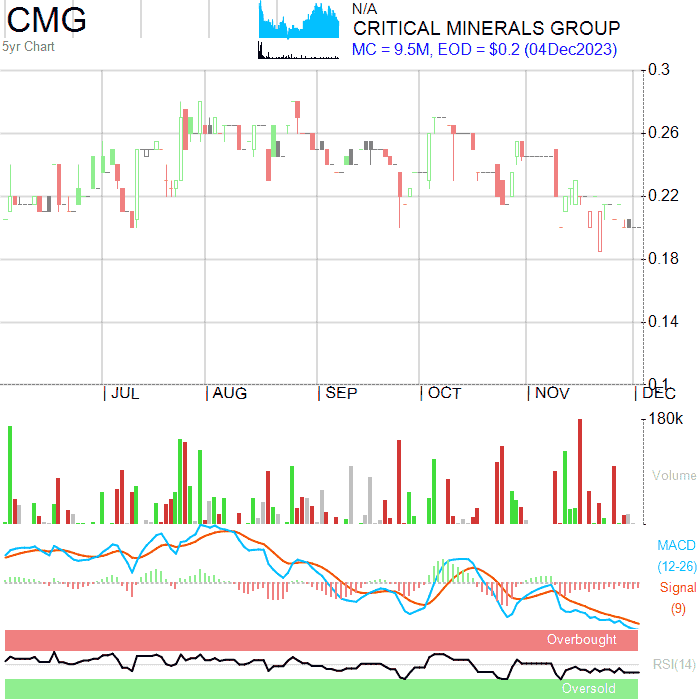 CMG
5yr Chart
N/A
CRITICAL MINERALS GROUP
MC = 9.5M, EOD = $0.2 (04Dec2023)
0.3
0.26
0.22
0.18
0.14
0.1
JUL AUG SEP OCT NOV DEC
180k
Volume
MACD
(12-26)
Signal
(9)
Overbought
RSI(14)
Oversold